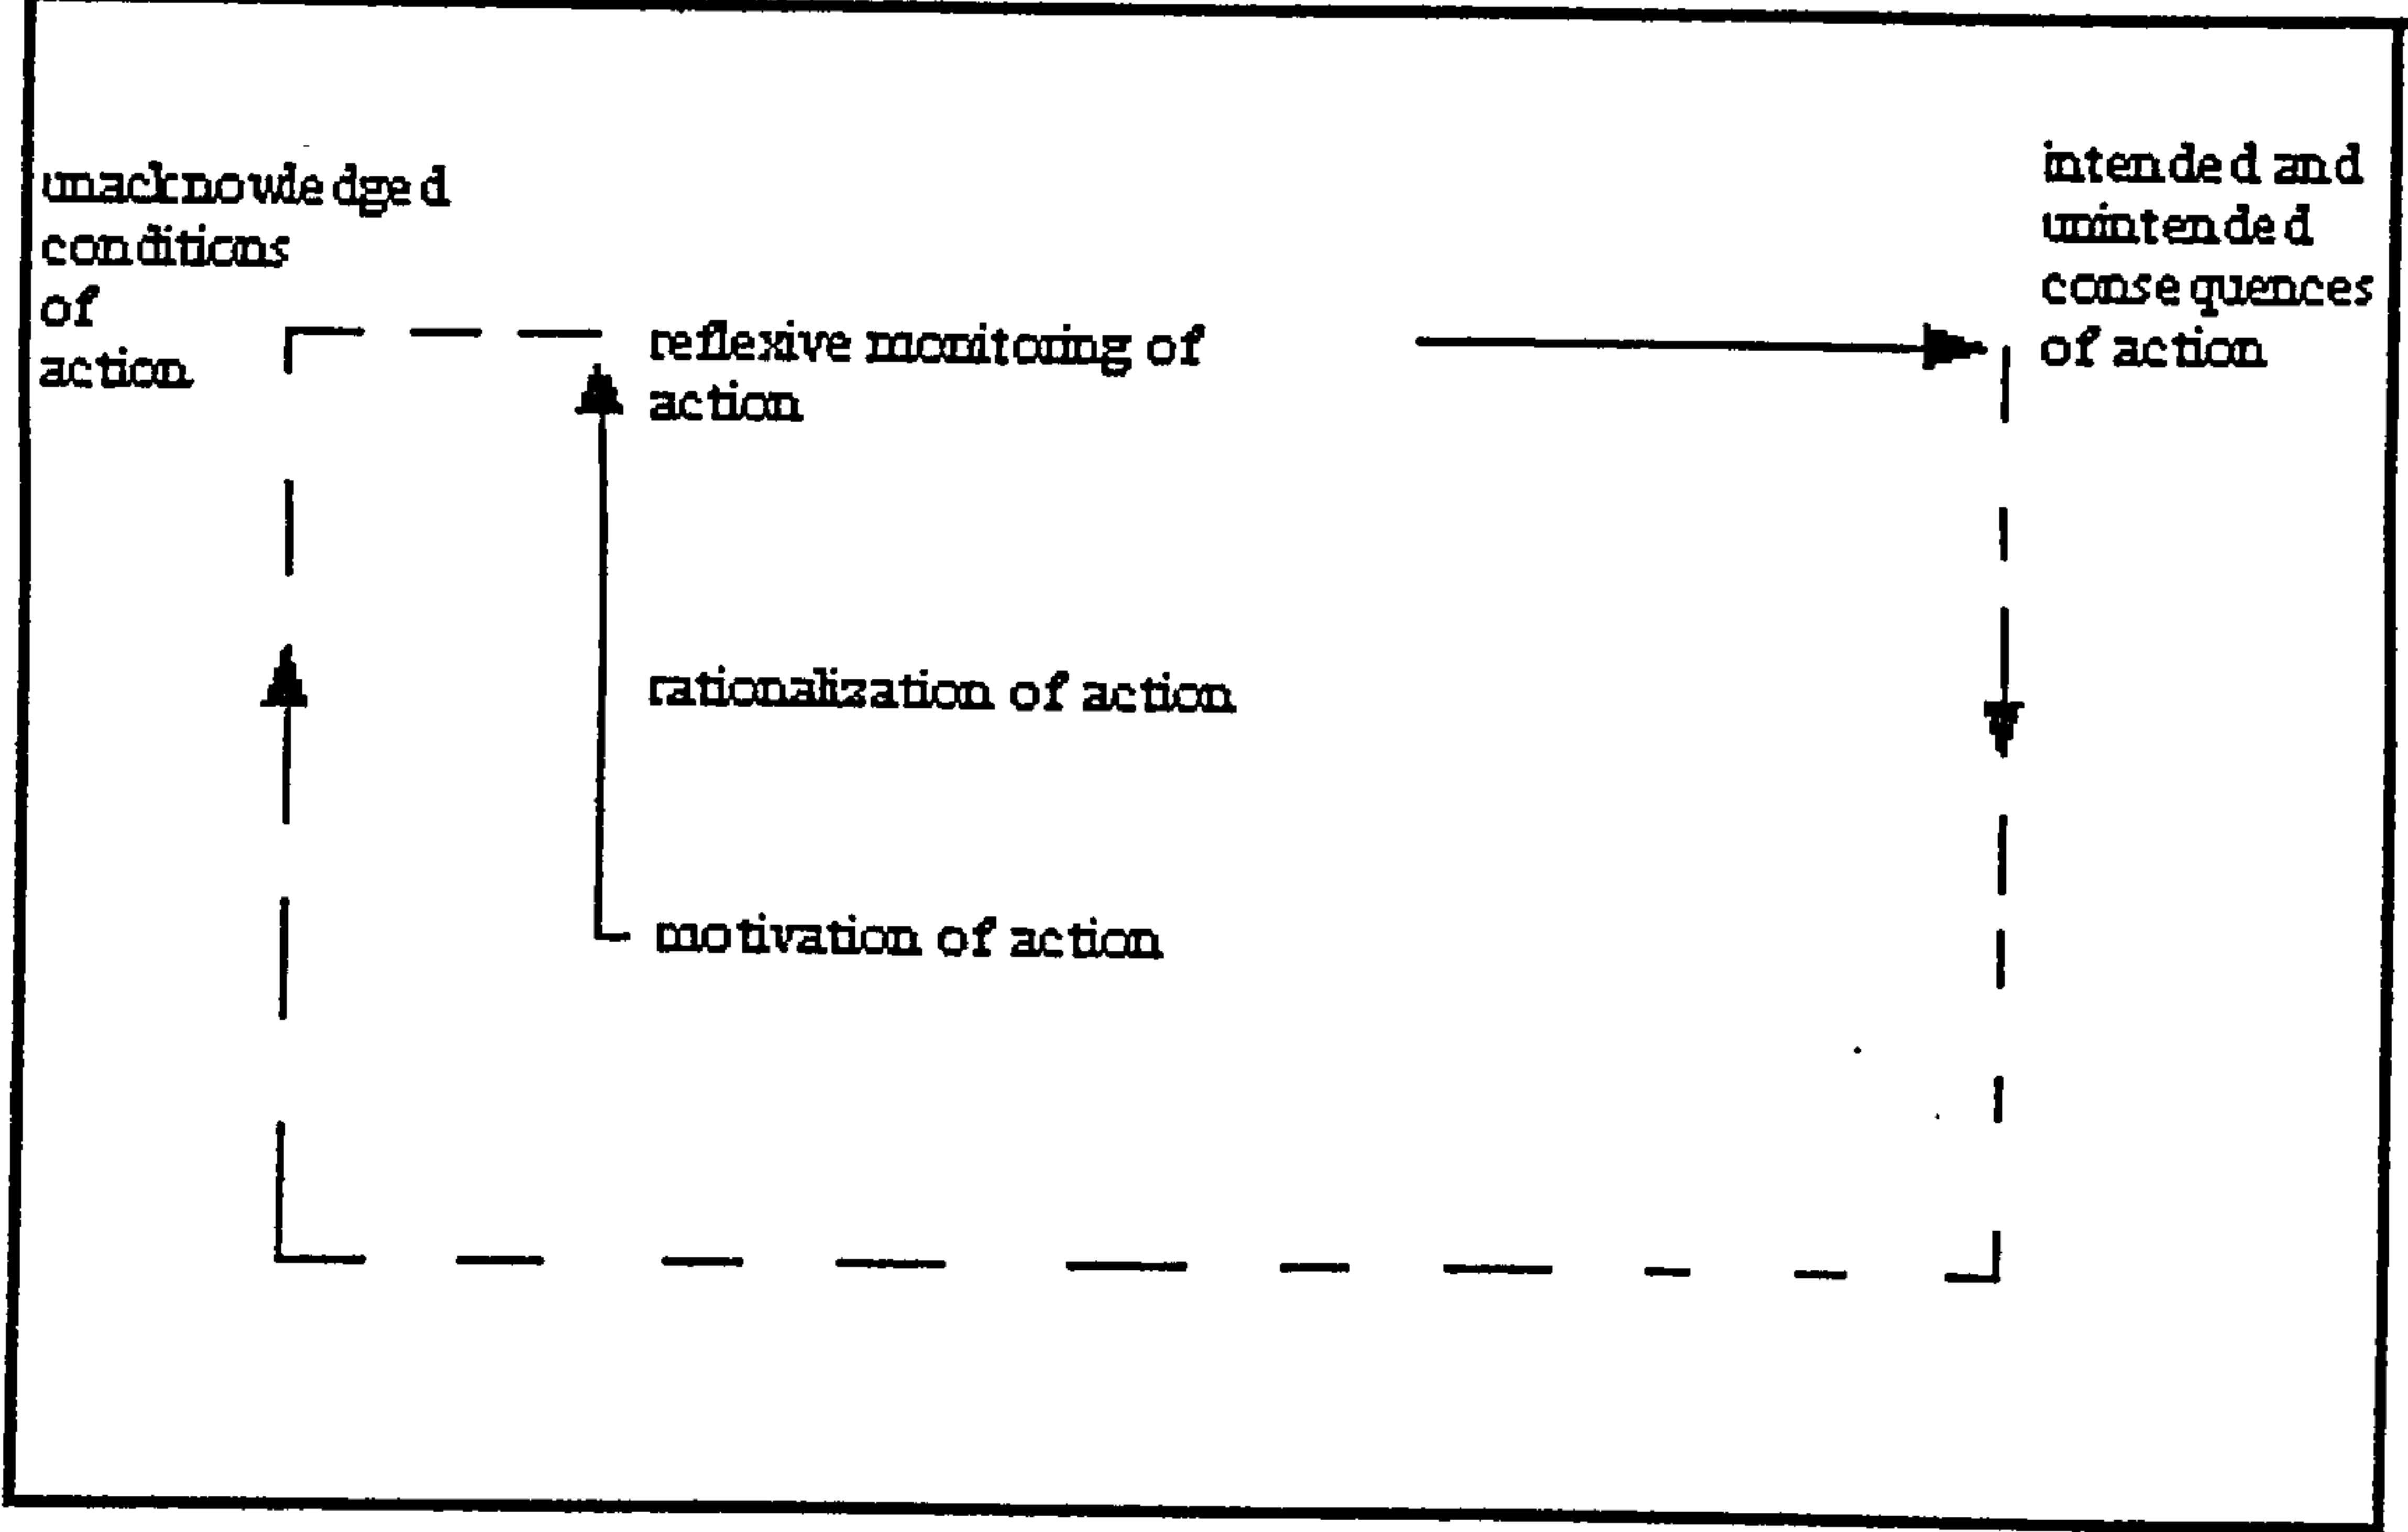 unacknowledged
conditions
of
action
reflexive monitoring of
action
rationalization of action
motivation of action
intended and
unintended
consequences
of action